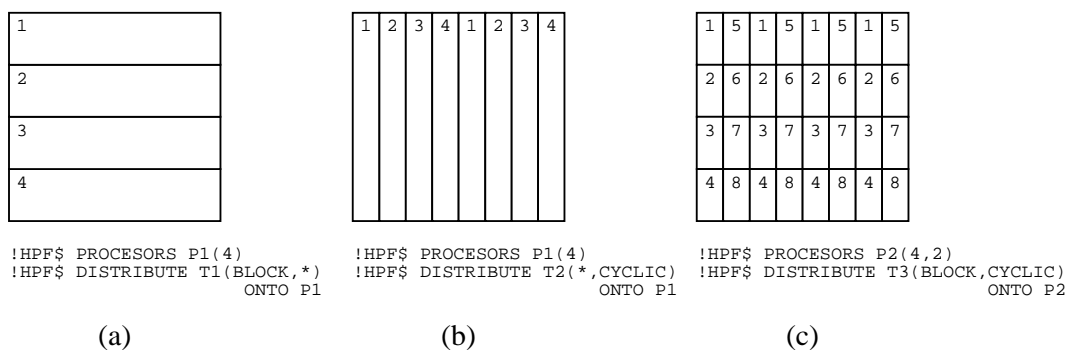 1
2
3
4
!HPF$ PROCESORS P1(4)
!HPF$ DISTRIBUTE T1(BLOCK,*)
ONTO P1
(a)
1 2 3 4 1 2 3 4
!HPF$ PROCESORS P1(4)
!HPF$ DISTRIBUTE T2(*,CYCLIC)
ONTO P1
(b)
1 5 1 5 1 5 1 5
2 6 2 6 2 6 2 6
3 7 3 7 3 7 3 7
4 8 4 8 4 8 4 8
!HPF$ PROCESORS P2(4,2)
!HPF$ DISTRIBUTE T3(BLOCK,CYCLIC)
ONTO P2
(c)